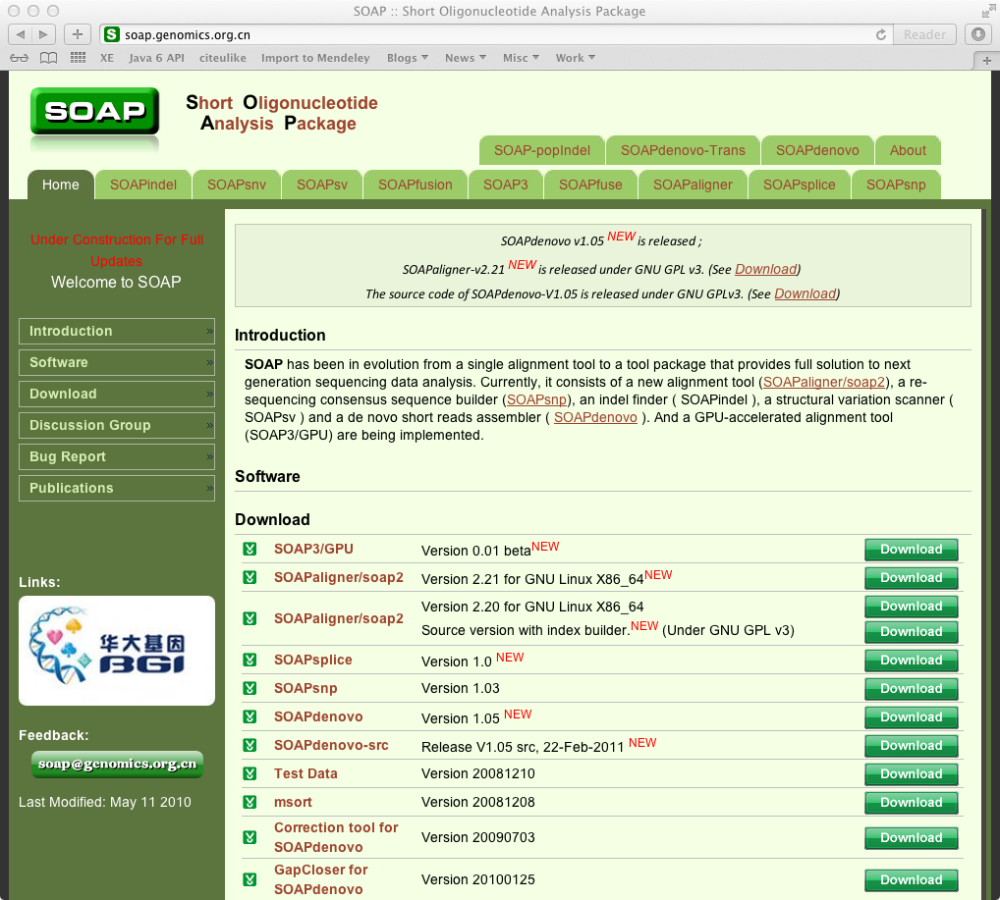 SOAP :: Short Oligonucleotide Analysis Package
S soap.genomics.org.cn Reader
XE Java 6 API citeulike Import to Mendeley Blogs News Misc Work
SOAP
Short Oligonucleotide
Analysis Package
SOAP-popIndel SOAPdenovo-Trans SOAPdenovo About
Home SOAPindel SOAPsnv SOAPsv SOAPfusion SOAP3 SOAPfuse SOAPaligner SOAPsplice SOAPsnp
Under Construction For Full
Updates
Welcome to SOAP
Introduction »
Software »
Download »
Discussion Group »
Bug Report »
Publications »
Links:
华大基因
BGI
Feedback:
soap@genomics.org.cn
Last Modified: May 11 2010
SOAPdenovo v1.05 NEW is released ;
SOAPaligner-v2.21 NEW is released under GNU GPL v3. (See Download)
The source code of SOAPdenovo-V1.05 is released under GNU GPLv3. (See Download)
Introduction
SOAP has been in evolution from a single alignment tool to a tool package that provides full solution to next
generation sequencing data analysis. Currently, it consists of a new alignment tool (SOAPaligner/soap2), a re-
sequencing consensus sequence builder (SOAPsnp), an indel finder ( SOAPindel ), a structural variation scanner (
SOAPsv ) and a de novo short reads assembler ( SOAPdenovo ). And a GPU-accelerated alignment tool
(SOAP3/GPU) are being implemented.
Software
Download
SOAP3/GPU Version 0.01 betaNEW Download
SOAPaligner/soap2 Version 2.21 for GNU Linux X86_64NEW Download
SOAPaligner/soap2 Version 2.20 for GNU Linux X86_64 Download
Source version with index builder.NEW (Under GNU GPL v3) Download
SOAPsplice Version 1.0 NEW Download
SOAPsnp Version 1.03 Download
SOAPdenovo Version 1.05 NEW Download
SOAPdenovo-src Release V1.05 src, 22-Feb-2011 NEW Download
Test Data Version 20081210 Download
msort Version 20081208 Download
Correction tool for
SOAPdenovo Version 20090703 Download
GapCloser for
SOAPdenovo Version 20100125 Download